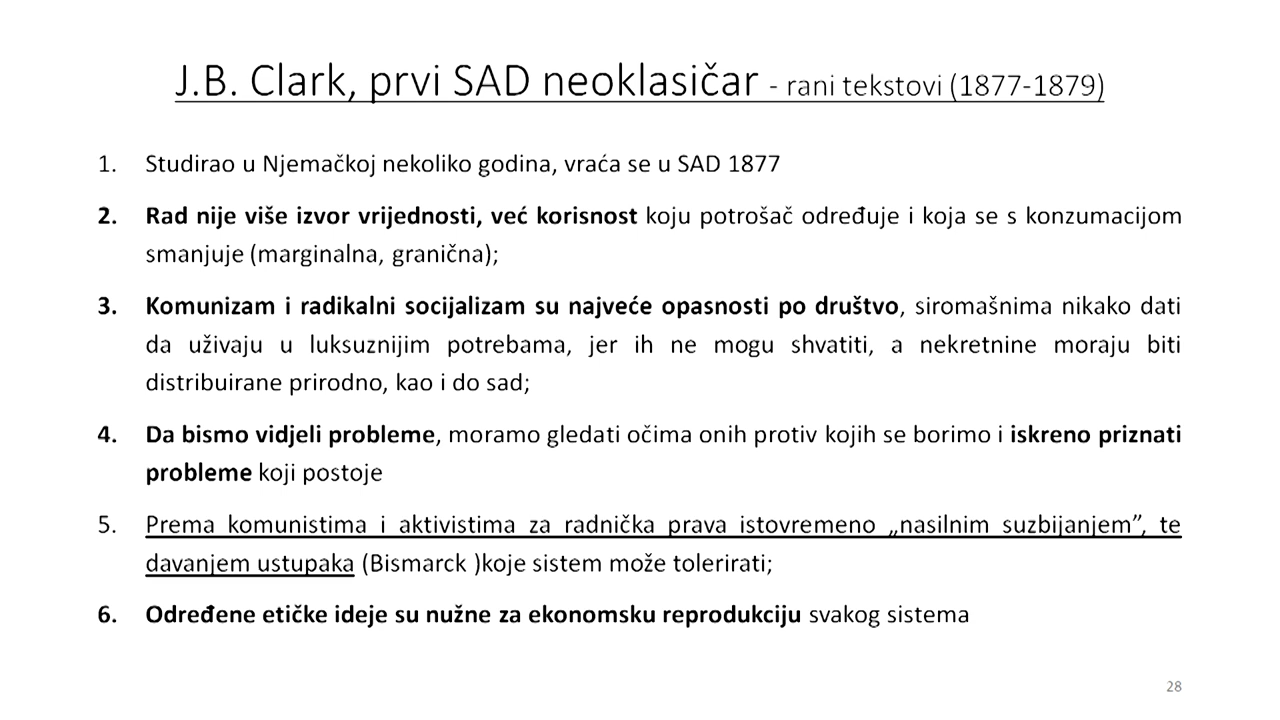 J.B. Clark, prvi SAD neoklasičar - rani tekstovi (1877-1879)
1. Studirao u Njemačkoj nekoliko godina, vraća se u SAD 1877
2. Rad nije više izvor vrijednosti, već korisnost koju potrošač određuje i koja se s konzumacijom
smanjuje (marginalna, granična);
3. Komunizam i radikalni socijalizam su najveće opasnosti po društvo, siromašnima nikako dati
da uživaju u luksuznijim potrebama, jer ih ne mogu shvatiti, a nekretnine moraju biti
distribuirane prirodno, kao i do sad;
4. Da bismo vidjeli probleme, moramo gledati očima onih protiv kojih se borimo i iskreno priznati
probleme koji postoje
5. Prema komunistima i aktivistima za radnička prava istovremeno „nasilnim suzbijanjem”, te
davanjem ustupaka (Bismarck )koje sistem može tolerirati;
6. Određene etičke ideje su nužne za ekonomsku reprodukciju svakog sistema
28